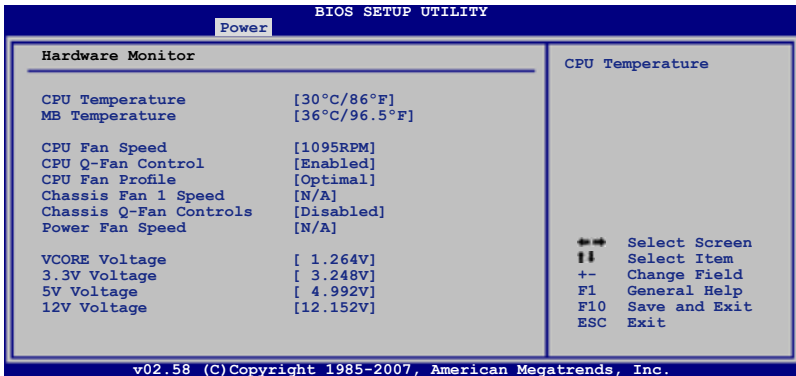 BIOS SETUP UTILITY
Power
Hardware Monitor
CPU Temperature [30°C/86°F]
MB Temperature [36°C/96.5°F]
CPU Fan Speed [1095RPM]
CPU Q-Fan Control [Enabled]
CPU Fan Profile [Optimal]
Chassis Fan 1 Speed [N/A]
Chassis Q-Fan Controls [Disabled]
Power Fan Speed [N/A]
VCORE Voltage [ 1.264V]
3.3V Voltage [ 3.248V]
5V Voltage [ 4.992V]
12V Voltage [12.152V]
CPU Temperature
←→ Select Screen
↑↓ Select Item
+- Change Field
F1 General Help
F10 Save and Exit
ESC Exit
v02.58 (C)Copyright 1985-2007, American Megatrends, Inc.